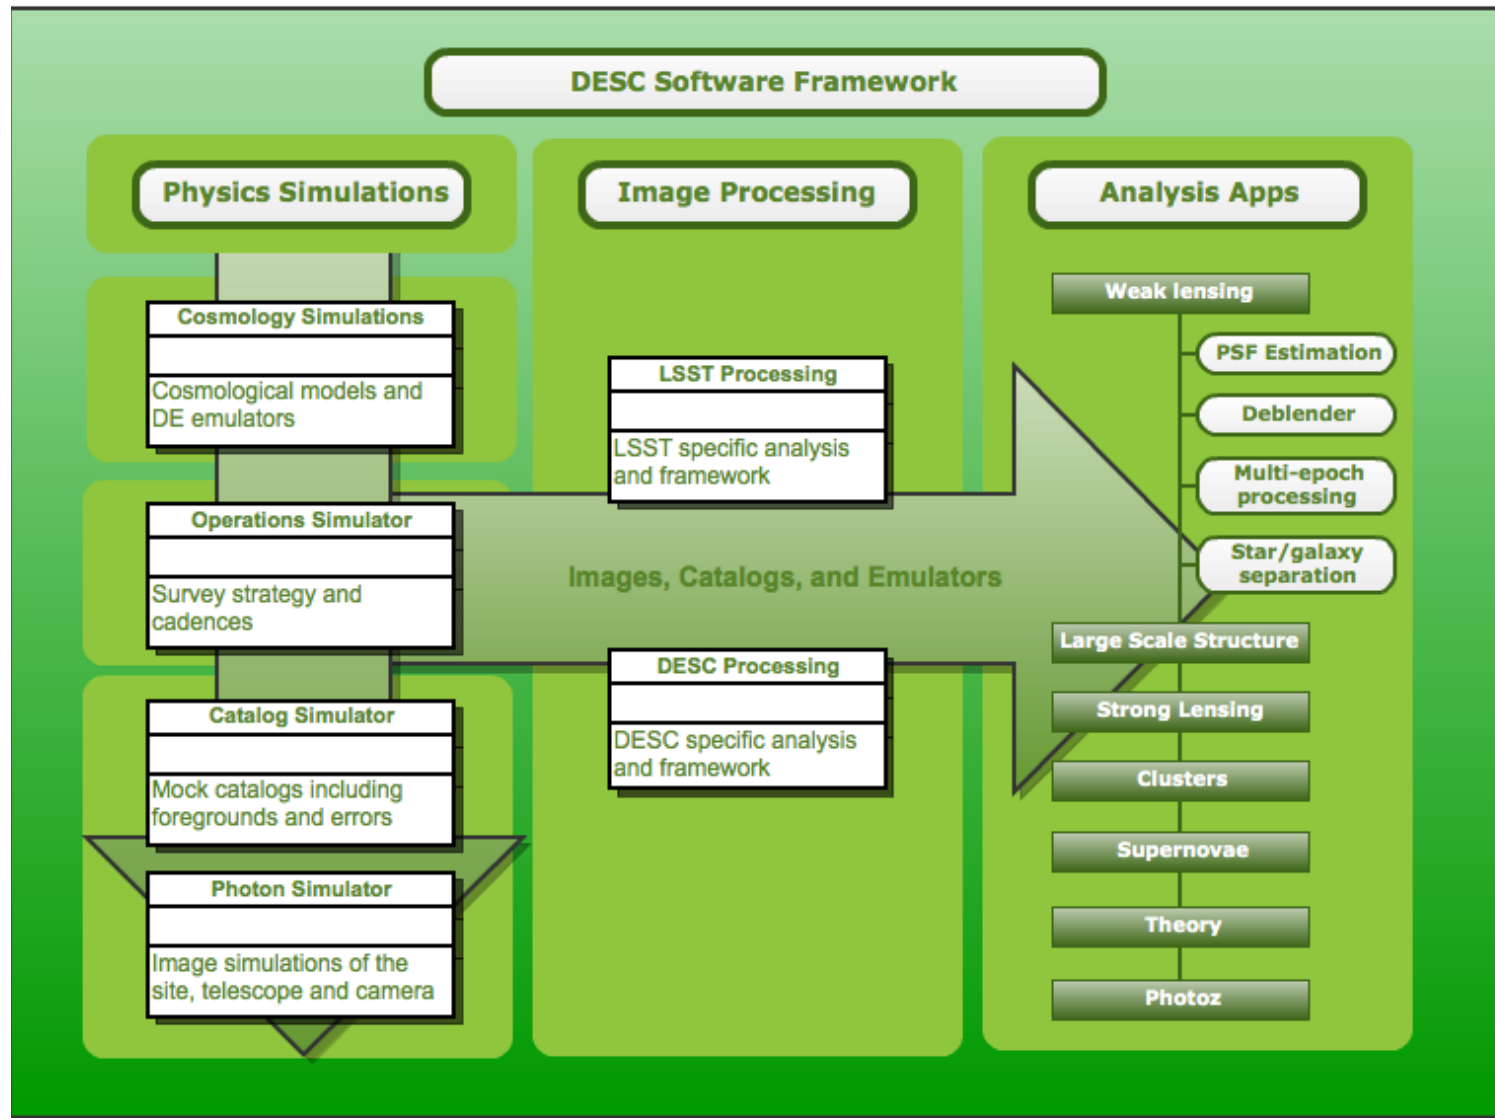 DESC Software Framework
Physics Simulations
Cosmology Simulations
Cosmological models and
DE emulators
Operations Simulator
Survey strategy and
cadences
Catalog Simulator
Mock catalogs including
foregrounds and errors
Photon Simulator
Image simulations of the
site, telescope and camera
Image Processing
LSST Processing
LSST specific analysis
and framework
Images, Catalogs, and Emulators
DESC Processing
DESC specific analysis
and framework
Analysis Apps
Weak lensing
PSF Estimation
Deblender
Multi-epoch
processing
Star/galaxy
separation
Large Scale Structure
Strong Lensing
Clusters
Supernovae
Theory
Photoz